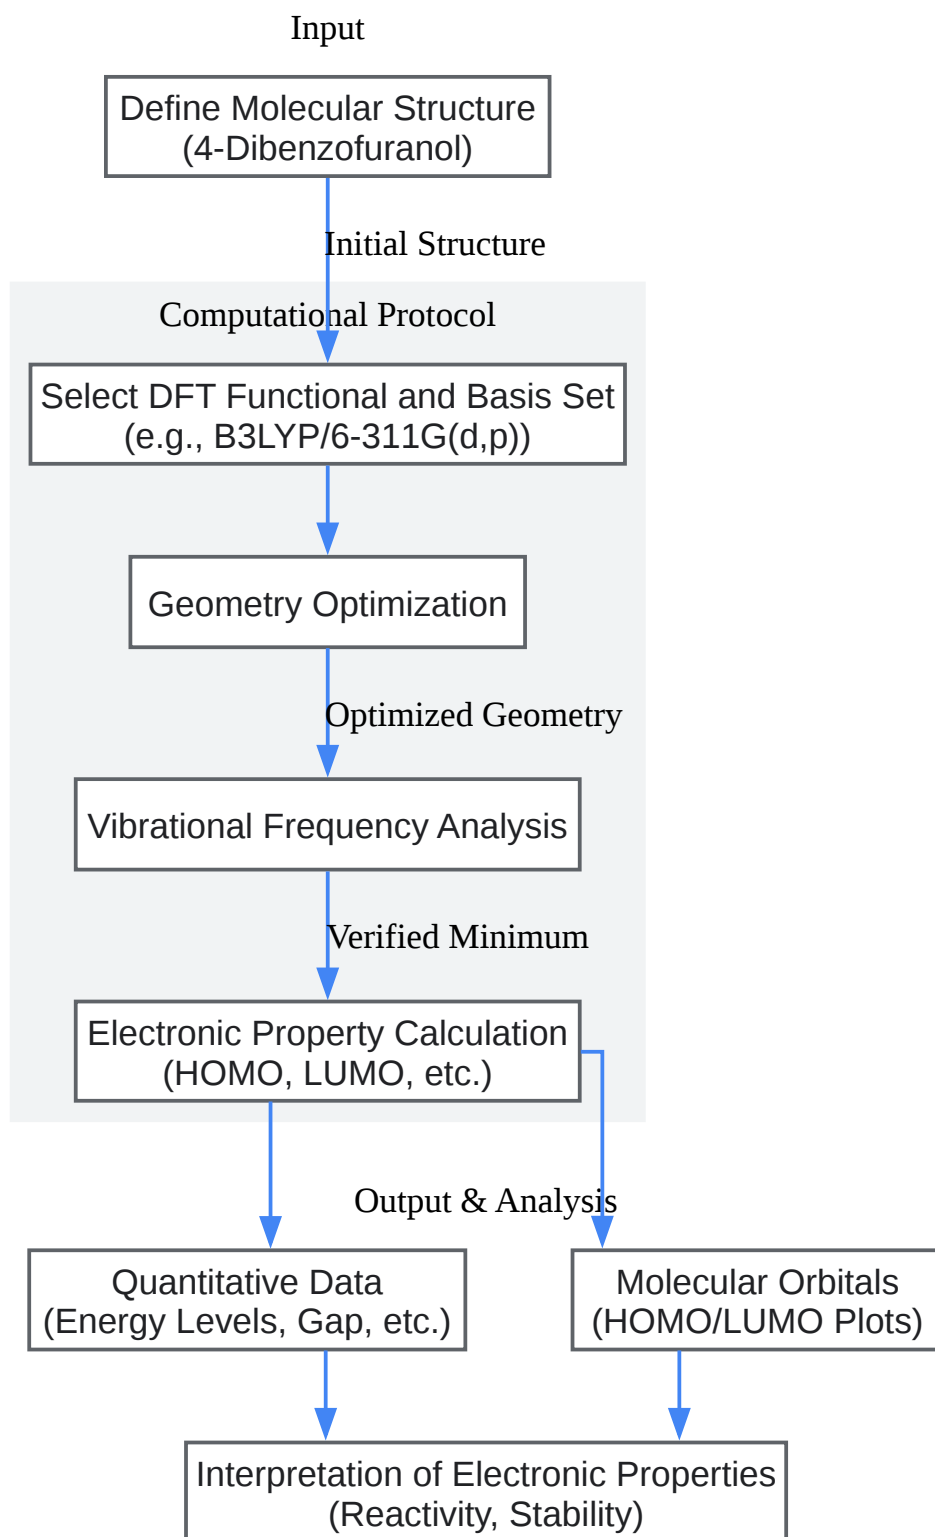 Input
Define Molecular Structure
(4-Dibenzofuranol)
Initial Structure
Computational Protocol
Select DFT Functional and Basis Set
(e.g., B3LYP/6-311G(d,p))
Geometry Optimization
Optimized Geometry
Vibrational Frequency Analysis
Verified Minimum
Electronic Property Calculation
(HOMO, LUMO, etc.)
Output & Analysis
Quantitative Data
(Energy Levels, Gap, etc.)
Molecular Orbitals
(HOMO/LUMO Plots)
Interpretation of Electronic Properties
(Reactivity, Stability)